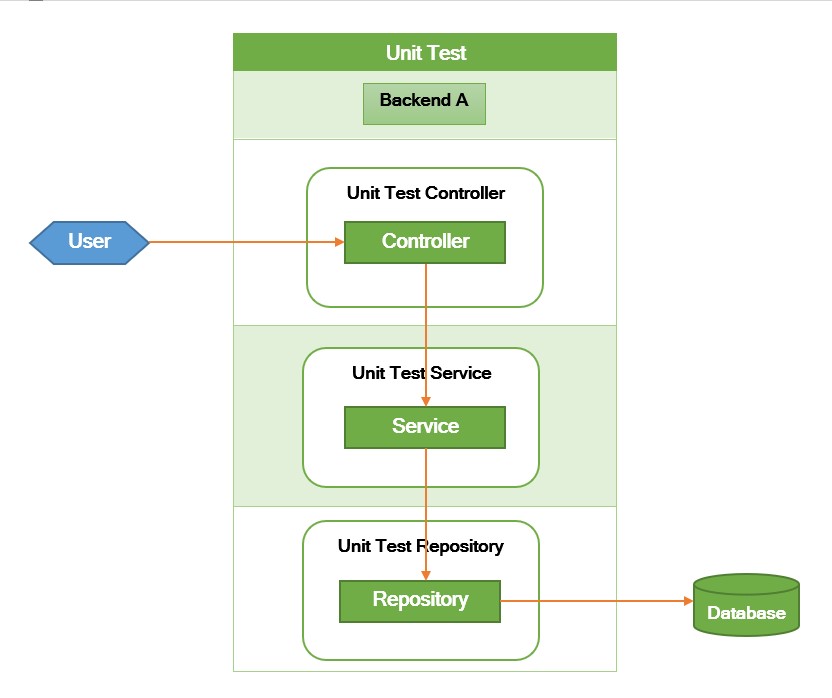 Unit Test
Backend A
Unit Test Controller
User
Controller
Unit Test Service
Service
Unit Test Repository
Repository
Database